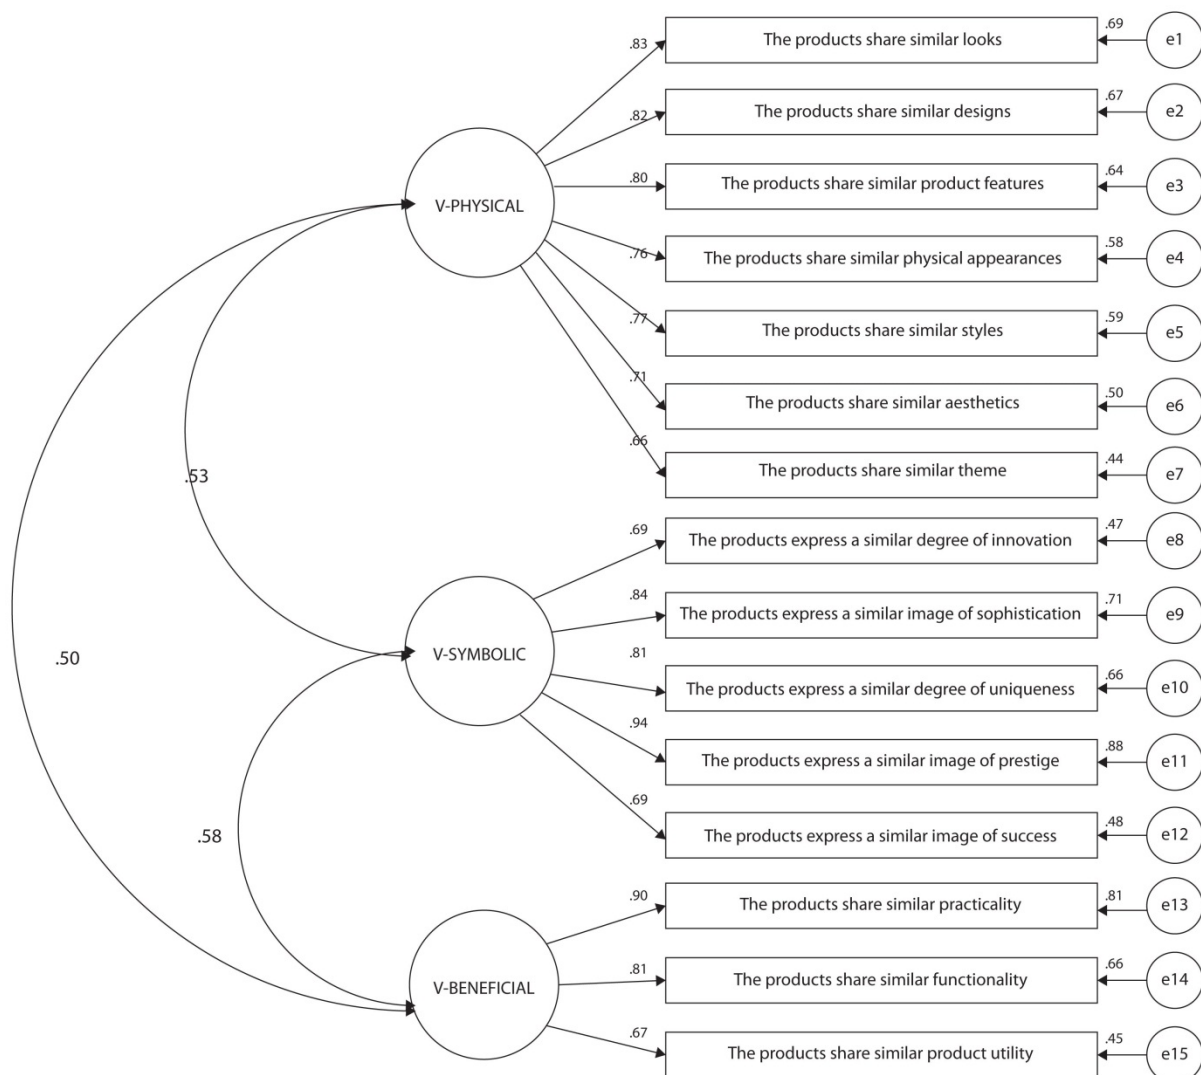 .83
The products share similar looks
.69
e1
.82
The products share similar designs
.67
e2
V-PHYSICAL
.80
The products share similar product features
.64
e3
.76
The products share similar physical appearances
.58
e4
.77
The products share similar styles
.59
e5
.71
The products share similar aesthetics
.50
e6
.66
The products share similar theme
.44
e7
.53
.69
The products express a similar degree of innovation
.47
e8
.84
The products express a similar image of sophistication
.71
e9
V-SYMBOLIC
.50
.81
The products express a similar degree of uniqueness
.66
e10
.94
The products express a similar image of prestige
.88
e11
.69
The products express a similar image of success
.48
e12
.58
.90
The products share similar practicality
.81
e13
V-BENEFICIAL
.81
The products share similar functionality
.66
e14
.67
The products share similar product utility
.45
e15